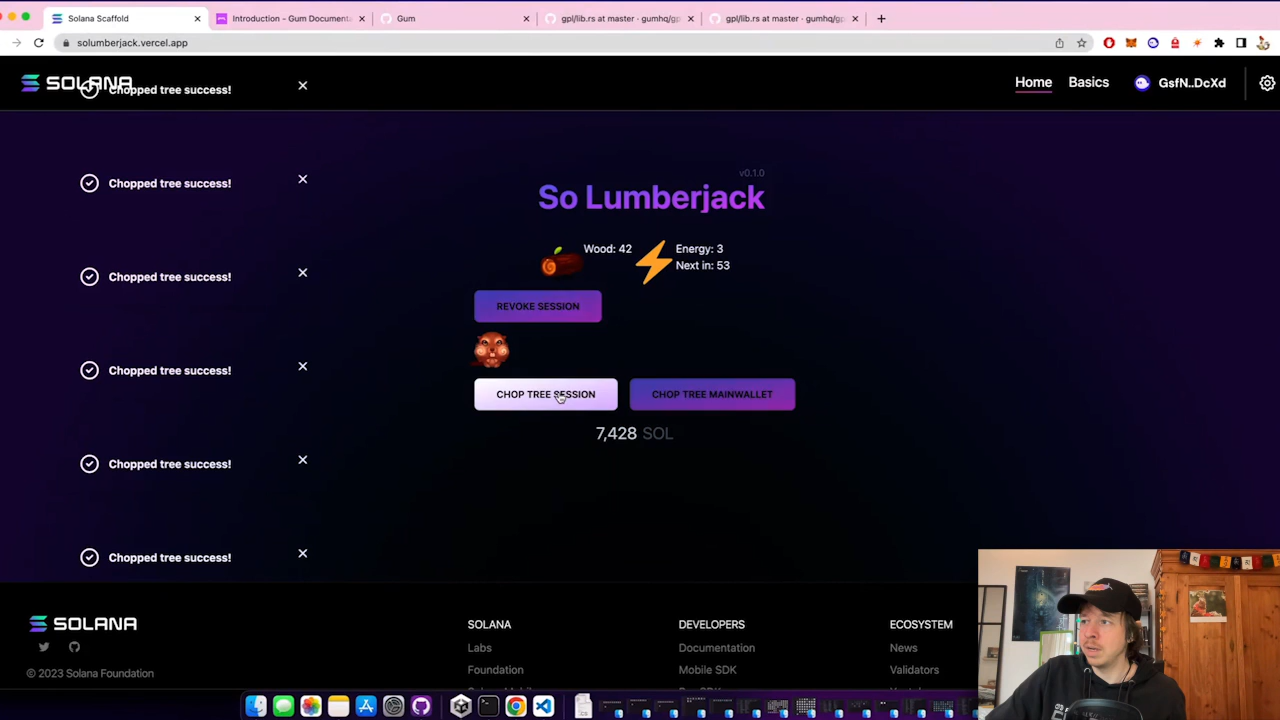 Solana Scaffold
Introduction - Gum Documenta
Gum
gpl/lib.rs at master · gumhq/gp
gpl/lib.rs at master · gumhq/gp
solumberjack.vercel.app
SOLANA
Home
Basics
GsfN..DcXd
Chopped tree success!
Chopped tree success!
Chopped tree success!
Chopped tree success!
Chopped tree success!
Chopped tree success!
v0.1.0
So Lumberjack
Wood: 42
Energy: 3
Next in: 53
REVOKE SESSION
CHOP TREE SESSION
CHOP TREE MAINWALLET
7,428 SOL
SOLANA
© 2023 Solana Foundation
SOLANA
Labs
Foundation
DEVELOPERS
Documentation
Mobile SDK
ECOSYSTEM
News
Validators